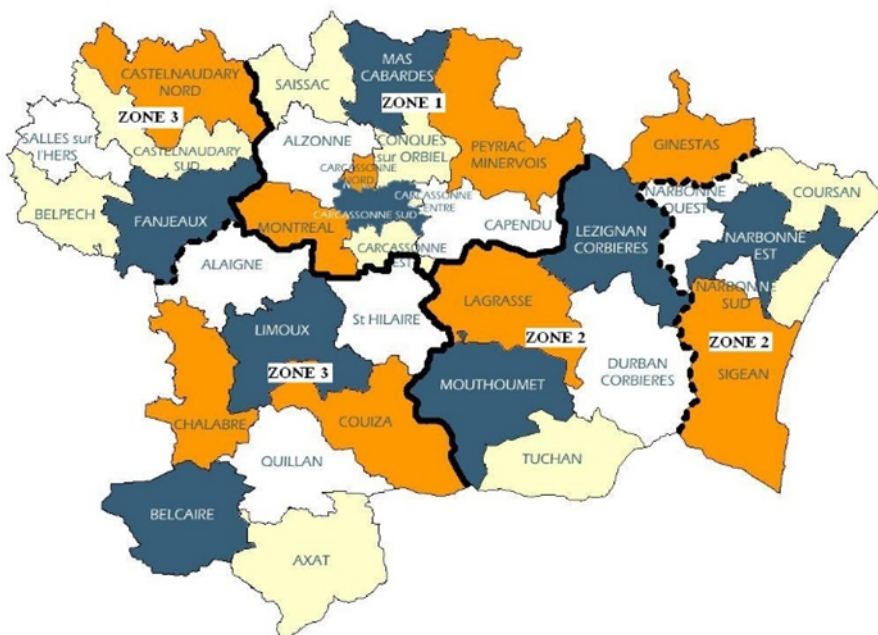 CASTELNAUDARY
NORD
ZONE 3
SAISSAC
MAS
CABARDES
ZONE 1
SALLES sur
l'HERS
CASTELNAUDARY
SUD
ALZONNE
CONQUES
sur ORBIEL
PEYRIAC
MINERVOIS
GINESTAS
CARCASSONNE
NORD
BELPECH
FANJEAUX
MONTREAL
CARCASSONNE SUD
CARCASSONNE
CAPENDU
LEZIGNAN
CORBIERES
NARBONNE
OUEST
COURSAN
NARBONNE
EST
ALAIGNE
LAGRASSE
NARBONNE
SUD
LIMOUX
St HILAIRE
ZONE 2
ZONE 2
ZONE 3
MOUTHOUMET
DURBAN
CORBIERES
SIGEAN
CHALABRE
COUIZA
QUILLAN
TUCHAN
BELCAIRE
AXAT